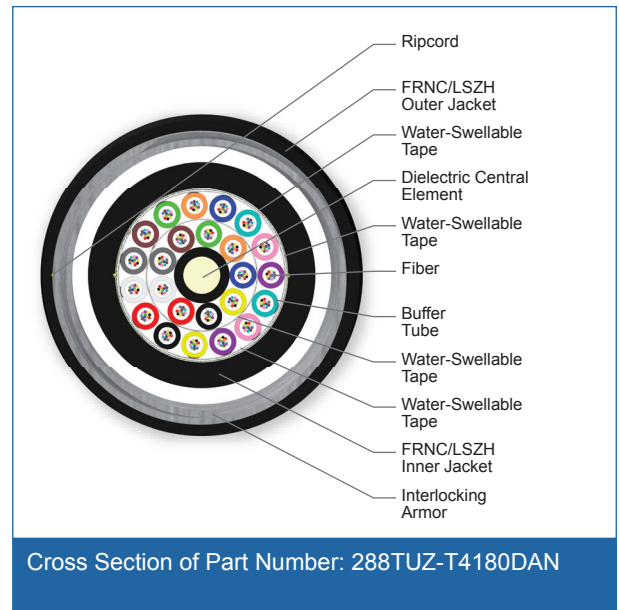 Ripcord
FRNC/LSZH
Outer Jacket
Water-Swellable
Tape
Dielectric Central
Element
Water-Swellable
Tape
Fiber
Buffer
Tube
Water-Swellable
Tape
Water-Swellable
Tape
FRNC/LSZH
Inner Jacket
Interlocking
Armor
Cross Section of Part Number: 288TUZ-T4180DAN